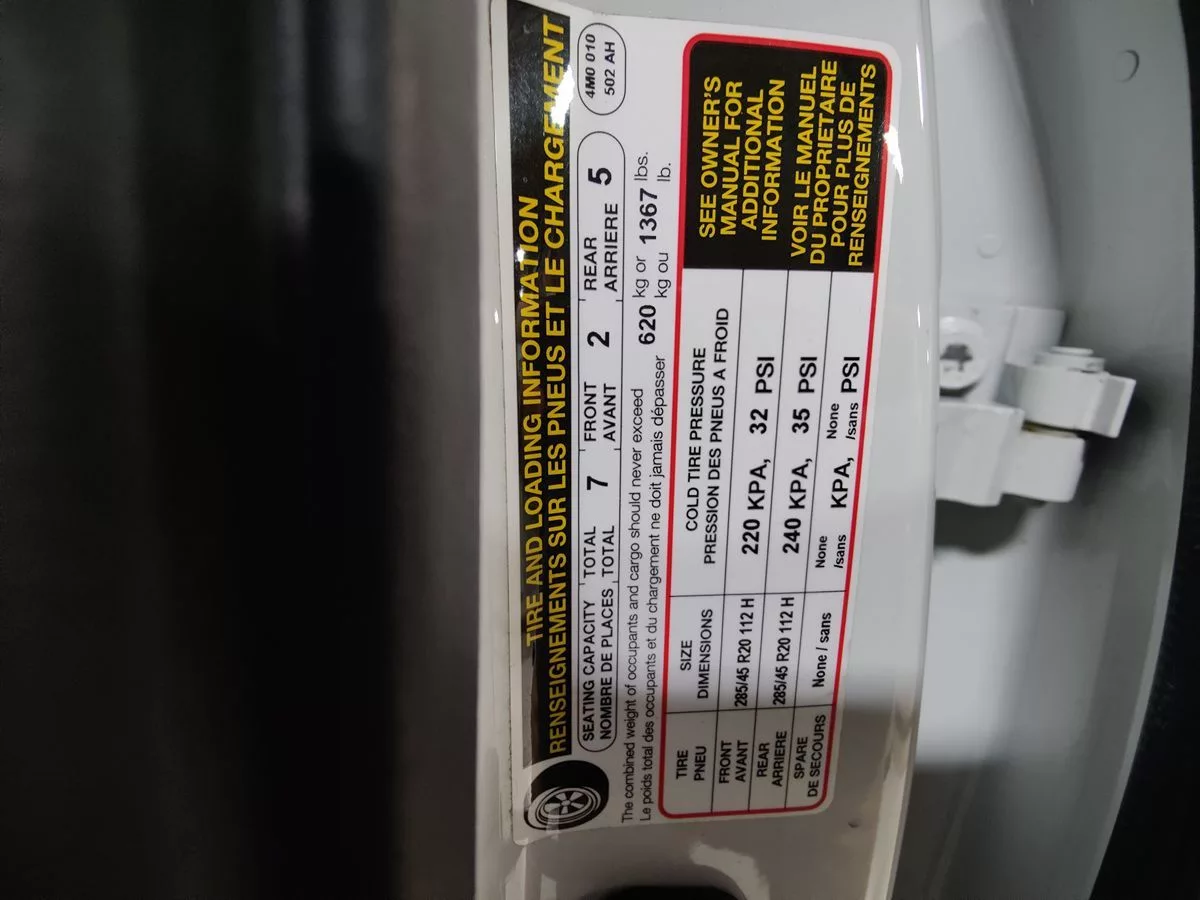 TIRE AND LOADING INFORMATION
RENSEIGNEMENTS SUR LES PNEUS ET LE CHARGEMENT
SEATING CAPACITY TOTAL 7 FRONT 2 REAR 5
NOMBRE DE PLACES TOTAL AVANT ARRIERE
4M0 010
502 AH
The combined weight of occupants and cargo should never exceed 620 kg or 1367 lbs.
Le poids total des occupants et du chargement ne doit jamais dépasser kg ou lb.
TIRE SIZE COLD TIRE PRESSURE
PNEU DIMENSIONS PRESSION DES PNEUS A FROID
FRONT
AVANT 285/45 R20 112 H 220 KPA, 32 PSI
REAR
ARRIERE 285/45 R20 112 H 240 KPA, 35 PSI
SPARE None None
DE SECOURS None / sans /sans KPA, /sans PSI
SEE OWNER'S
MANUAL FOR
ADDITIONAL
INFORMATION
VOIR LE MANUEL
DU PROPRIETAIRE
POUR PLUS DE
RENSEIGNEMENTS